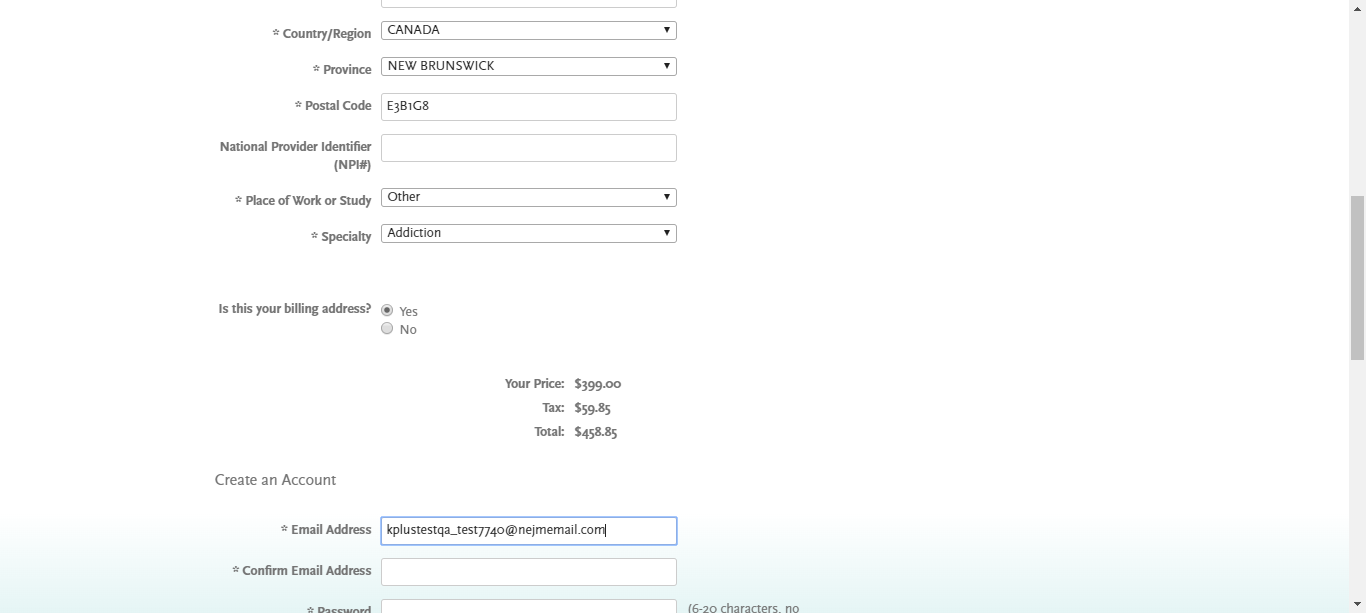 * Country/Region CANADA
* Province NEW BRUNSWICK
* Postal Code E3B1G8
National Provider Identifier
(NPI#)
* Place of Work or Study Other
* Specialty Addiction
Is this your billing address? Yes
No
Your Price: $399.00
Tax: $59.85
Total: $458.85
Create an Account
* Email Address kplustestqa_test7740@nejmemail.com
* Confirm Email Address
* Password (6-20 characters, no